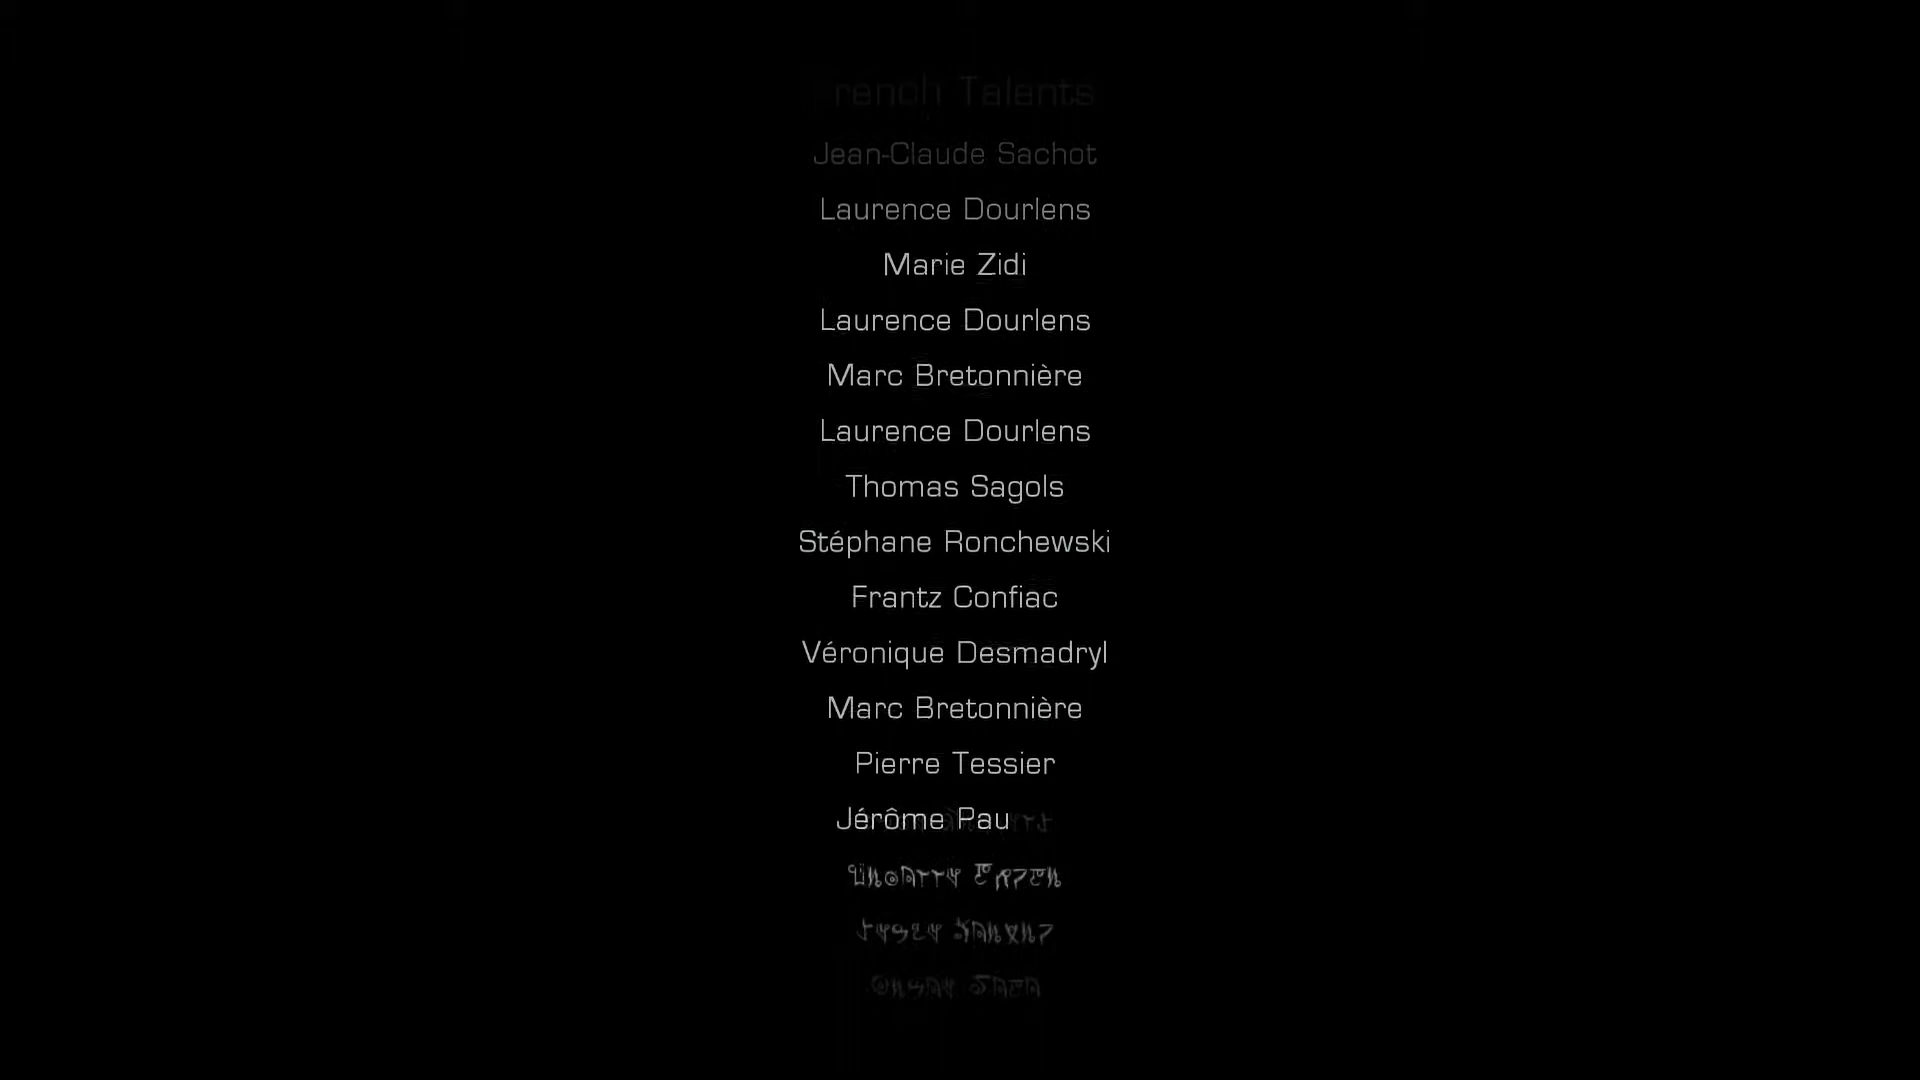 French Talents
Jean-Claude Sachot
Laurence Dourlens
Marie Zidi
Laurence Dourlens
Marc Bretonnière
Laurence Dourlens
Thomas Sagols
Stéphane Ronchewski
Frantz Confiac
Véronique Desmadryl
Marc Bretonnière
Pierre Tessier
Jérôme Pau